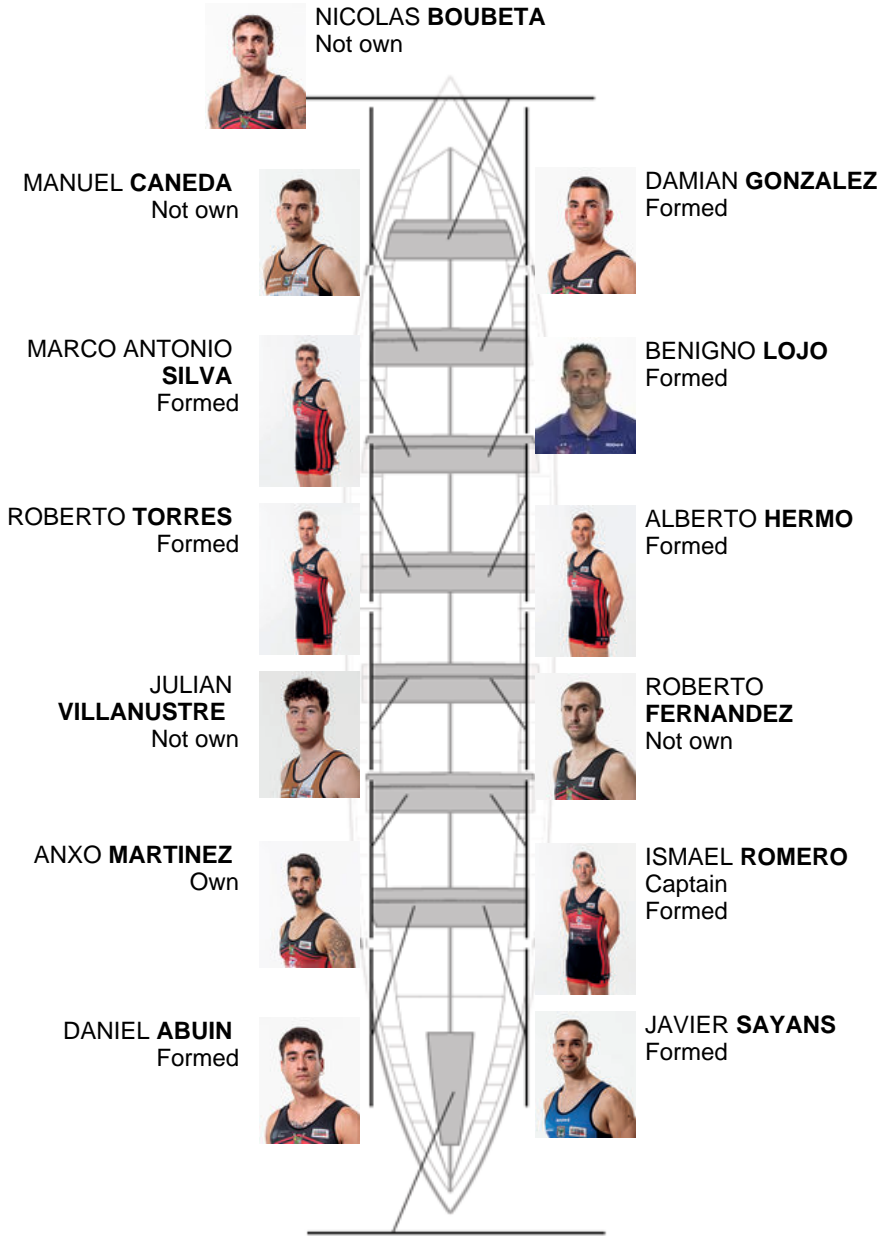 NICOLAS BOUBETA
Not own
MANUEL CANEDA
Not own
DAMIAN GONZALEZ
Formed
MARCO ANTONIO
SILVA
Formed
BENIGNO LOJO
Formed
ROBERTO TORRES
Formed
ALBERTO HERMO
Formed
JULIAN
VILLANUSTRE
Not own
ROBERTO
FERNANDEZ
Not own
ANXO MARTINEZ
Own
ISMAEL ROMERO
Captain
Formed
DANIEL ABUIN
Formed
JAVIER SAYANS
Formed